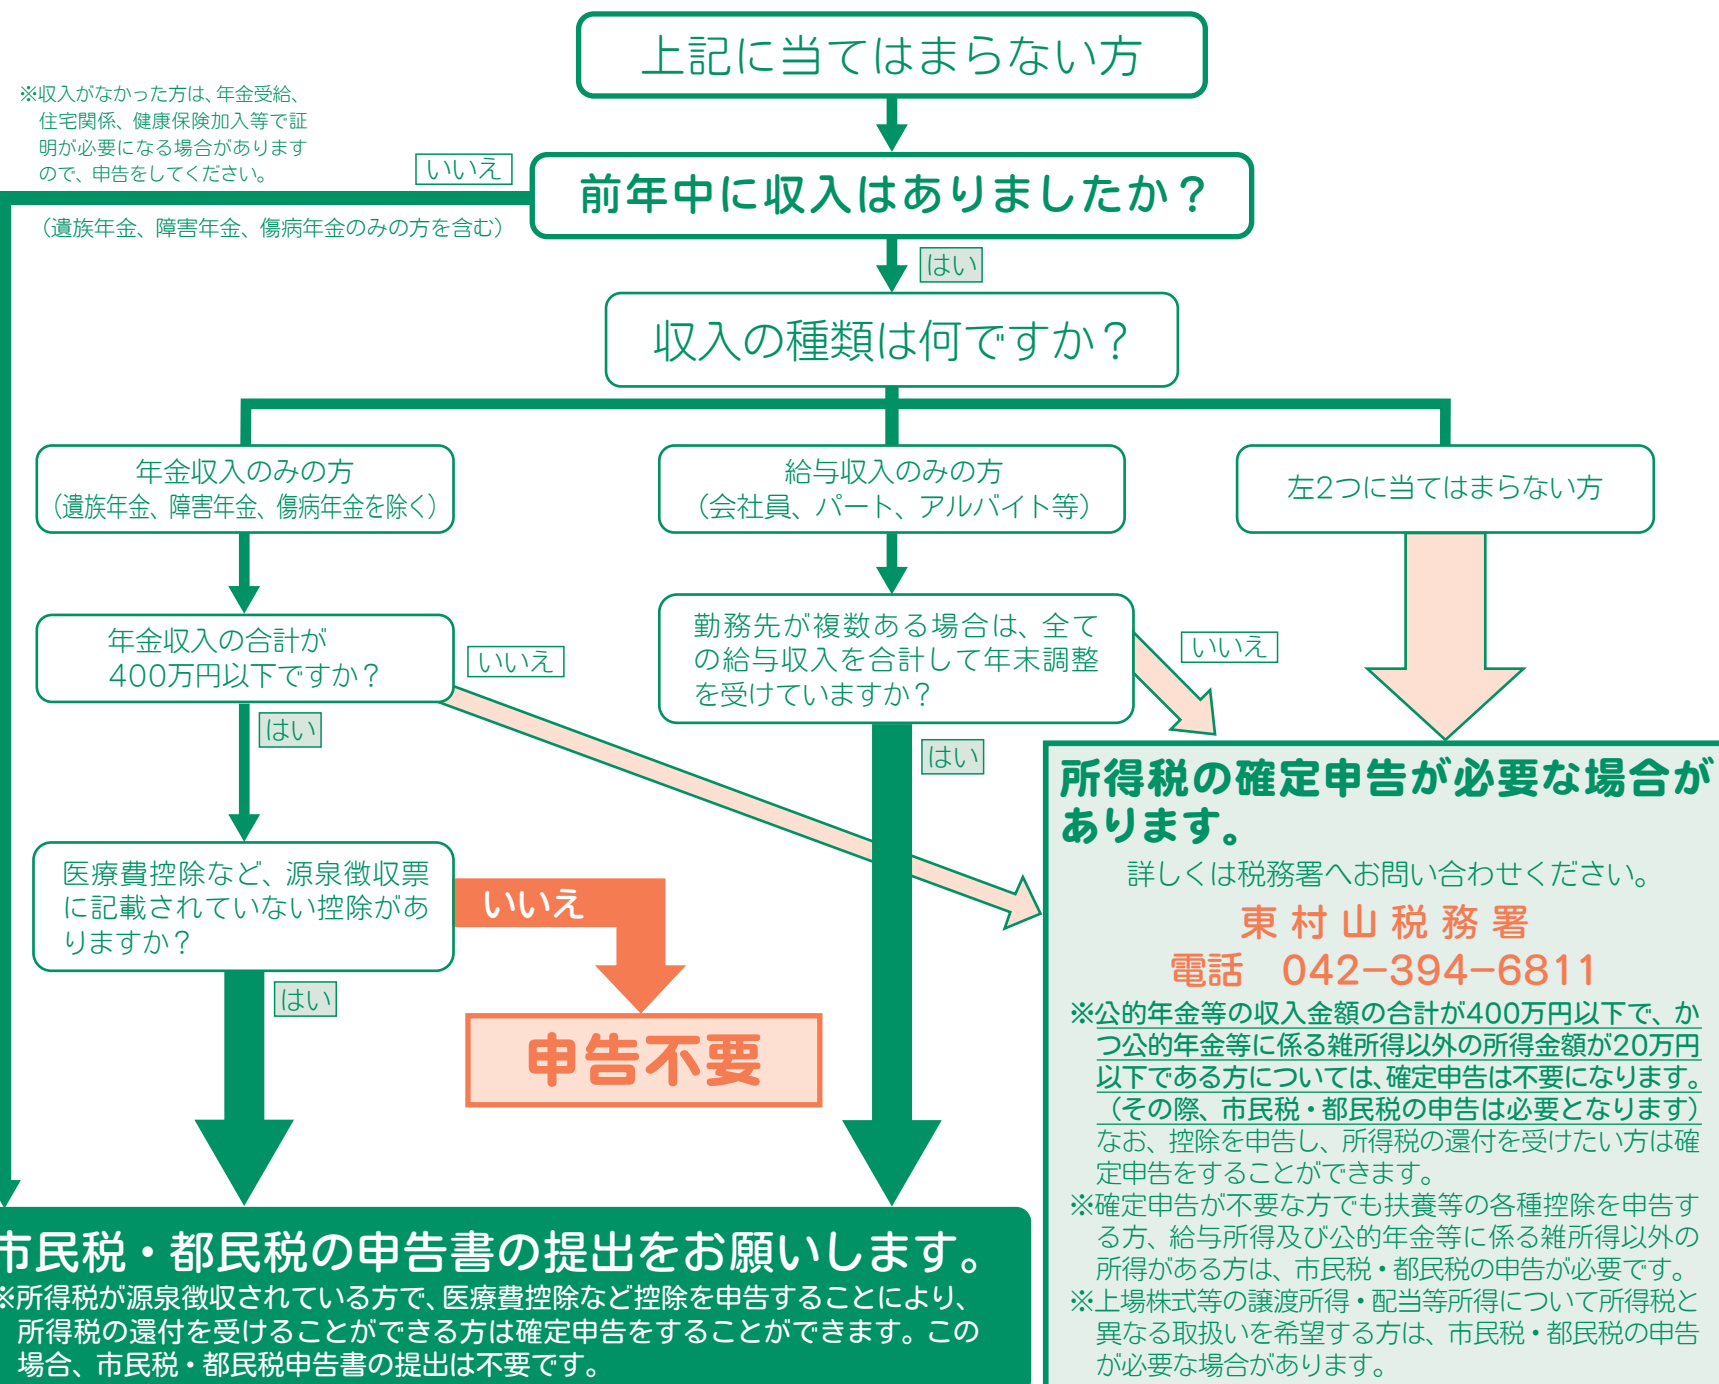 上記に当てはまらない方
※収入がなかった方は、年金受給、
住宅関係、健康保険加入等で証
明が必要になる場合があります
ので、申告をしてください。
いいえ
前年中に収入はありましたか？
（遺族年金、障害年金、傷病年金のみの方を含む）
はい
収入の種類は何ですか？
年金収入のみの方
（遺族年金、障害年金、傷病年金を除く）
給与収入のみの方
（会社員、パート、アルバイト等）
左2つに当てはまらない方
年金収入の合計が
400万円以下ですか？
いいえ
はい
勤務先が複数ある場合は、全て
の給与収入を合計して年末調整
を受けていますか？
いいえ
はい
医療費控除など、源泉徴収票
に記載されていない控除があ
りますか？
いいえ
はい
申告不要
所得税の確定申告が必要な場合が
あります。
詳しくは税務署へお問い合わせください。
東村山税務署
電話　042−394−6811
※公的年金等の収入金額の合計が400万円以下で、か
つ公的年金等に係る雑所得以外の所得金額が20万円
以下である方については、確定申告は不要になります。
（その際、市民税・都民税の申告は必要となります）
なお、控除を申告し、所得税の還付を受けたい方は確
定申告をすることができます。
※確定申告が不要な方でも扶養等の各種控除を申告す
る方、給与所得及び公的年金等に係る雑所得以外の
所得がある方は、市民税・都民税の申告が必要です。
※上場株式等の譲渡所得・配当等所得について所得税と
異なる取扱いを希望する方は、市民税・都民税の申告
が必要な場合があります。
市民税・都民税の申告書の提出をお願いします。
※所得税が源泉徴収されている方で、医療費控除など控除を申告することにより、
所得税の還付を受けることができる方は確定申告をすることができます。この
場合、市民税・都民税申告書の提出は不要です。